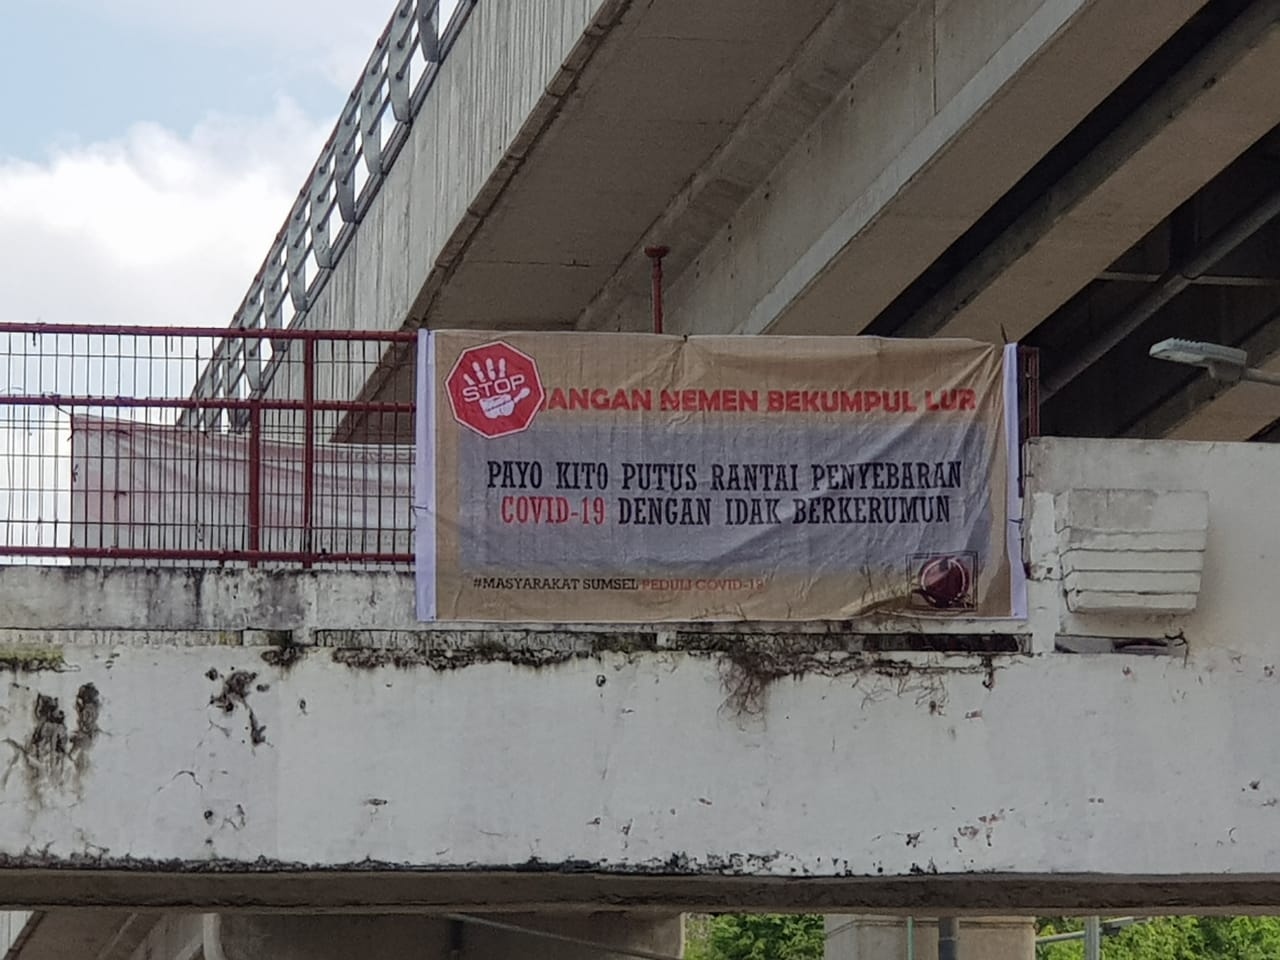 STOP
JANGAN NEMEN BEKUMPUL LUR
PAYO KITO PUTUS RANTAI PENYEBARAN
COVID-19 DENGAN IDAK BERKERUMUN
#MASYARAKAT SUMSEL PEDULI COVID-19